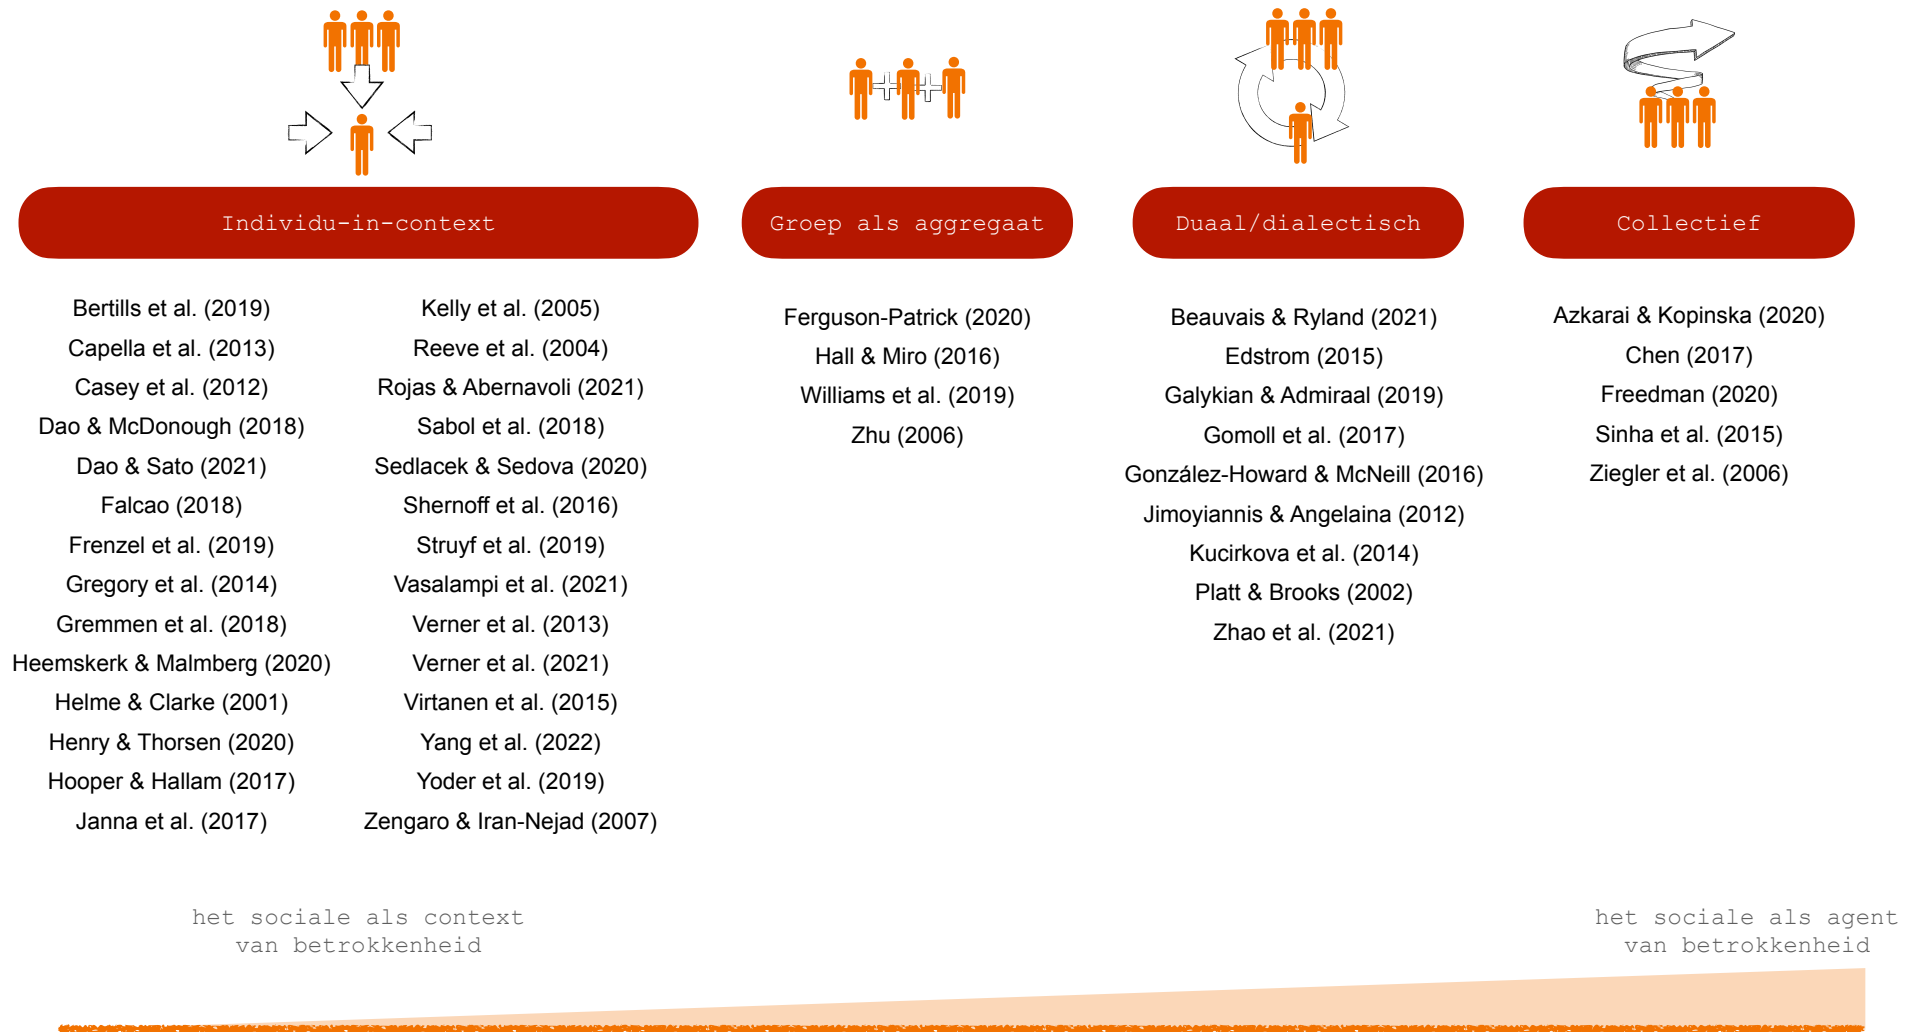 Individu-in-context
Bertills et al. (2019)
Capella et al. (2013)
Casey et al. (2012)
Dao & McDonough (2018)
Dao & Sato (2021)
Falcao (2018)
Frenzel et al. (2019)
Gregory et al. (2014)
Gremmen et al. (2018)
Heemskerk & Malmberg (2020)
Helme & Clarke (2001)
Henry & Thorsen (2020)
Hooper & Hallam (2017)
Janna et al. (2017)
Kelly et al. (2005)
Reeve et al. (2004)
Rojas & Abernavoli (2021)
Sabol et al. (2018)
Sedlacek & Sedova (2020)
Shernoff et al. (2016)
Struyf et al. (2019)
Vasalampi et al. (2021)
Verner et al. (2013)
Verner et al. (2021)
Virtanen et al. (2015)
Yang et al. (2022)
Yoder et al. (2019)
Zengaro & Iran-Nejad (2007)
Groep als aggregaat
Ferguson-Patrick (2020)
Hall & Miro (2016)
Williams et al. (2019)
Zhu (2006)
Duaal/dialectisch
Beauvais & Ryland (2021)
Edstrom (2015)
Galykian & Admiraal (2019)
Gomoll et al. (2017)
González-Howard & McNeill (2016)
Jimoyiannis & Angelaina (2012)
Kucirkova et al. (2014)
Platt & Brooks (2002)
Zhao et al. (2021)
Collectief
Azkarai & Kopinska (2020)
Chen (2017)
Freedman (2020)
Sinha et al. (2015)
Ziegler et al. (2006)
het sociale als context
van betrokkenheid
het sociale als agent
van betrokkenheid